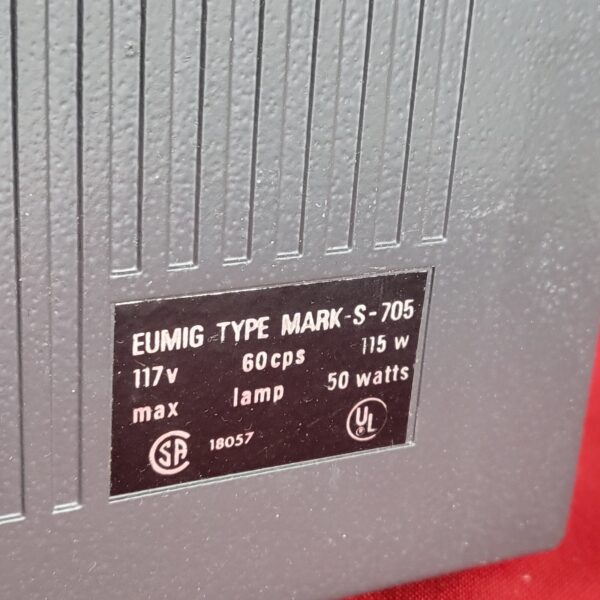 EUMIG TYPE MARK-S-705
117v 60cps 115 w
max lamp 50 watts
SA 18057 UL